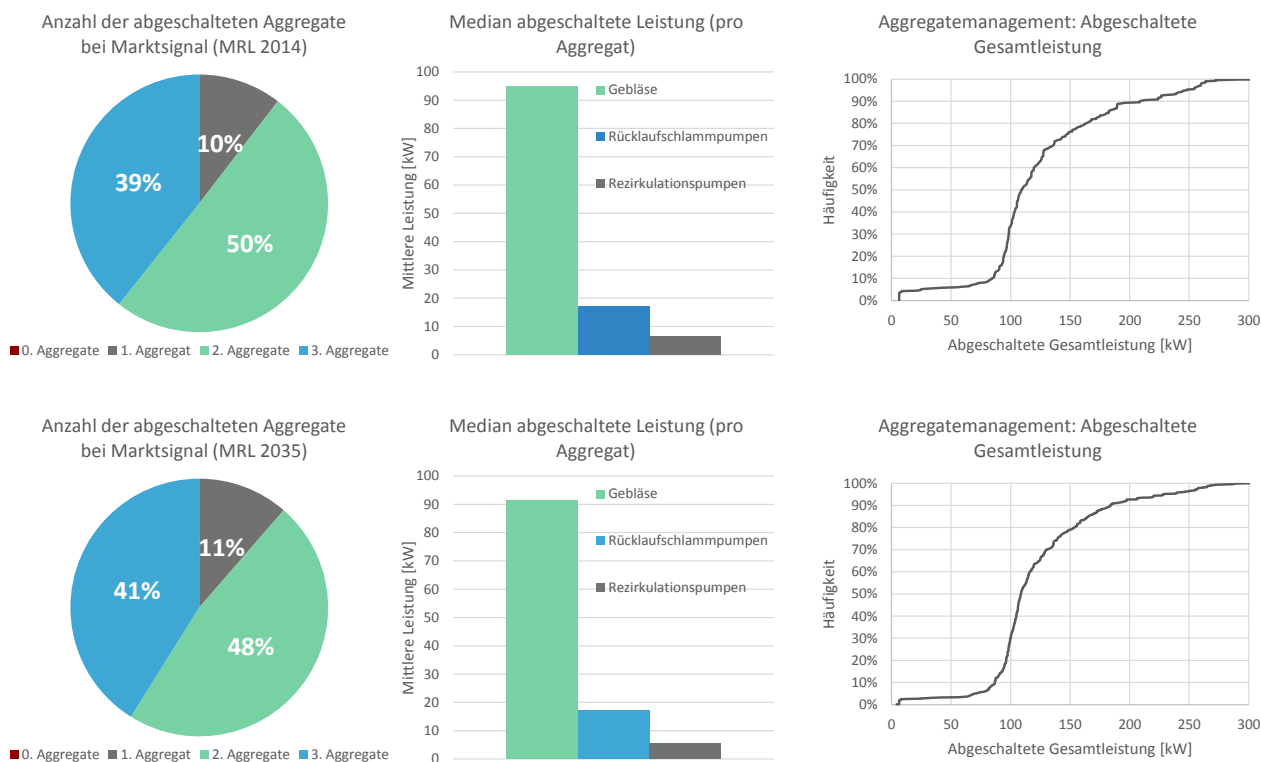 Anzahl der abgeschalteten Aggregate
bei Marktsignal (MRL 2014)
10%
39%
50%
0. Aggregate 1. Aggregat 2. Aggregate 3. Aggregate
Median abgeschaltete Leistung (pro
Aggregat)
Mittlere Leistung [kW]
100
90
80
70
60
50
40
30
20
10
0
Gebläse
Rücklaufschlammpumpen
Rezirkulationspumpen
Aggregatemanagement: Abgeschaltete
Gesamtleistung
Häufigkeit
100%
90%
80%
70%
60%
50%
40%
30%
20%
10%
0%
0 50 100 150 200 250 300
Abgeschaltete Gesamtleistung [kW]
Anzahl der abgeschalteten Aggregate
bei Marktsignal (MRL 2035)
11%
41%
48%
0. Aggregate 1. Aggregat 2. Aggregate 3. Aggregate
Median abgeschaltete Leistung (pro
Aggregat)
Mittlere Leistung [kW]
100
90
80
70
60
50
40
30
20
10
0
Gebläse
Rücklaufschlammpumpen
Rezirkulationspumpen
Aggregatemanagement: Abgeschaltete
Gesamtleistung
Häufigkeit
100%
90%
80%
70%
60%
50%
40%
30%
20%
10%
0%
0 50 100 150 200 250 300
Abgeschaltete Gesamtleistung [kW]